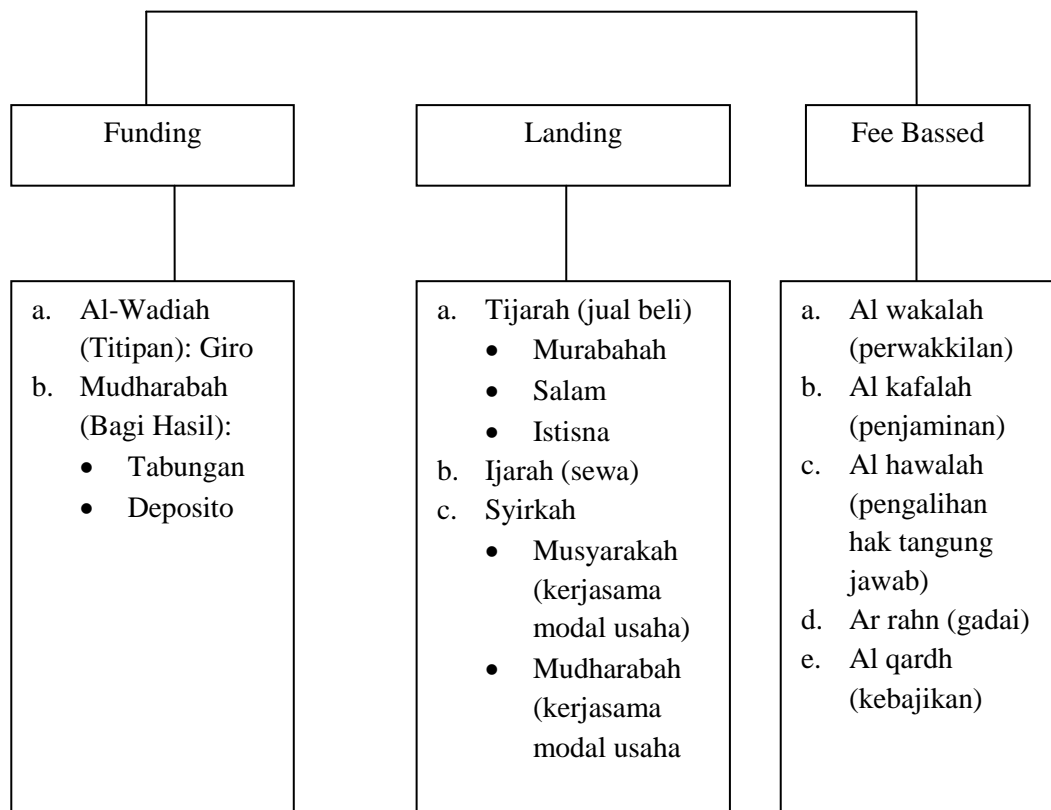 Funding
Landing
Fee Bassed
a. Al-Wadiah
(Titipan): Giro
b. Mudharabah
(Bagi Hasil):
• Tabungan
• Deposito
a. Tijarah (jual beli)
• Murabahah
• Salam
• Istisna
b. Ijarah (sewa)
c. Syirkah
• Musyarakah
(kerjasama
modal usaha)
• Mudharabah
(kerjasama
modal usaha
a. Al wakalah
(perwakkilan)
b. Al kafalah
(penjaminan)
c. Al hawalah
(pengalihan
hak tangung
jawab)
d. Ar rahn (gadai)
e. Al qardh
(kebajikan)